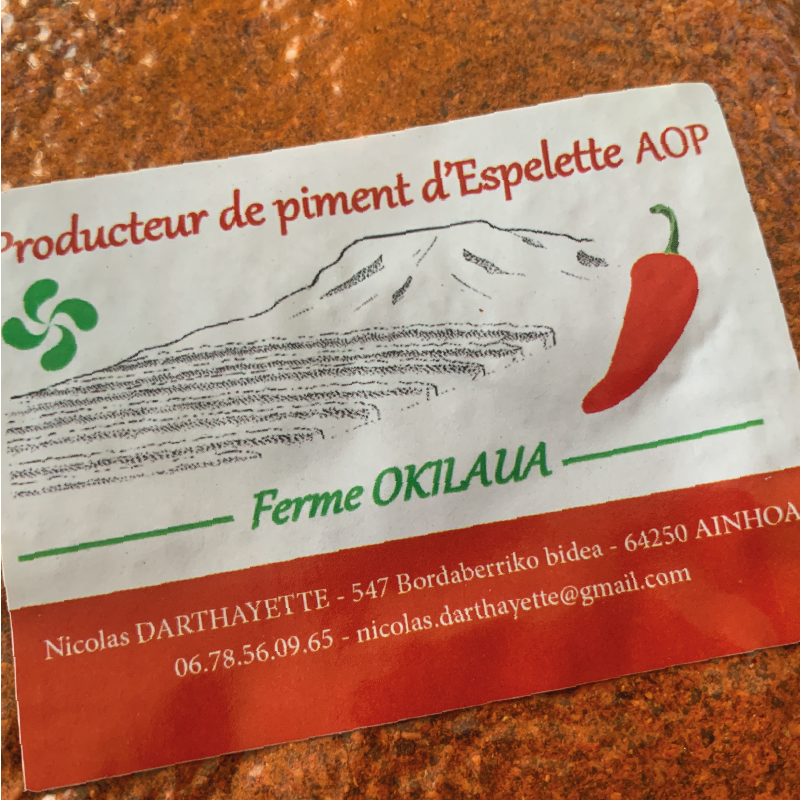 Producteur de piment d'Espelette AOP
Ferme OKILAUA
Nicolas DARTHAYETTE - 547 Bordaberriko bidea - 64250 AINHOA
06.78.56.09.65 - nicolas.darthayette@gmail.com